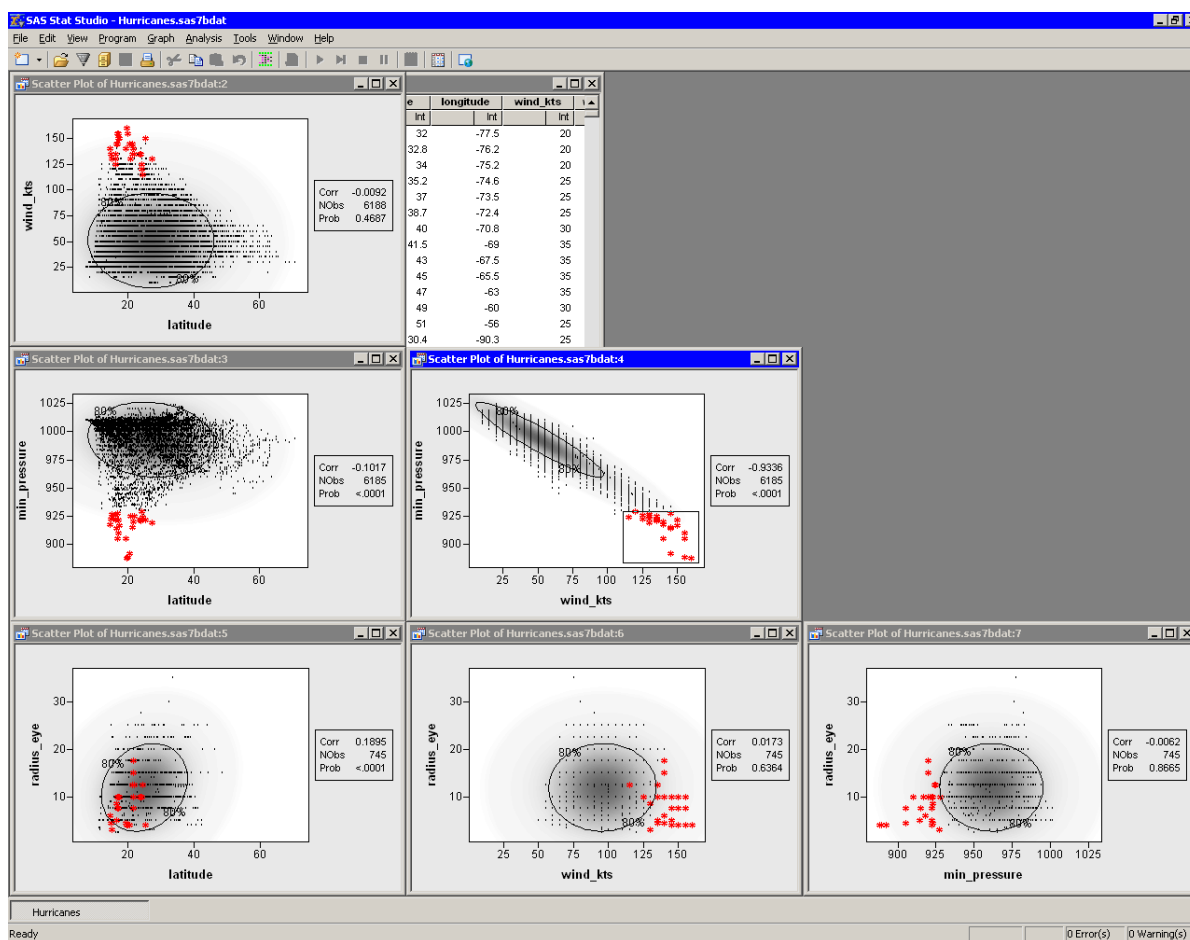 SAS Stat Studio - Hurricanes.sas7bdat
File Edit View Program Graph Analysis Tools Window Help
Scatter Plot of Hurricanes.sas7bdat:2
150
125
100
75
50
25
wind_kts
80%
80%
20 40 60
latitude
Corr -0.0092
NObs 6188
Prob 0.4687
e longitude wind_kts
Int Int Int
32 -77.5 20
32.8 -76.2 20
34 -75.2 20
35.2 -74.6 25
37 -73.5 25
38.7 -72.4 25
40 -70.8 30
41.5 -69 35
43 -67.5 35
45 -65.5 35
47 -63 35
49 -60 30
51 -56 25
30.4 -90.3 25
Scatter Plot of Hurricanes.sas7bdat:3
1025
1000
975
950
925
900
min_pressure
80%
80%
20 40 60
latitude
Corr -0.1017
NObs 6185
Prob <.0001
Scatter Plot of Hurricanes.sas7bdat:4
1025
1000
975
950
925
900
min_pressure
80%
80%
25 50 75 100 125 150
wind_kts
Corr -0.9336
NObs 6185
Prob <.0001
Scatter Plot of Hurricanes.sas7bdat:5
30
20
10
radius_eye
80%
80%
20 40 60
latitude
Corr 0.1895
NObs 745
Prob <.0001
Scatter Plot of Hurricanes.sas7bdat:6
30
20
10
radius_eye
80%
80%
25 50 75 100 125 150
wind_kts
Corr 0.0173
NObs 745
Prob 0.6364
Scatter Plot of Hurricanes.sas7bdat:7
30
20
10
radius_eye
80%
80%
900 925 950 975 1000 1025
min_pressure
Corr -0.0062
NObs 745
Prob 0.8665
Hurricanes
Ready
0 Error(s) 0 Warning(s)